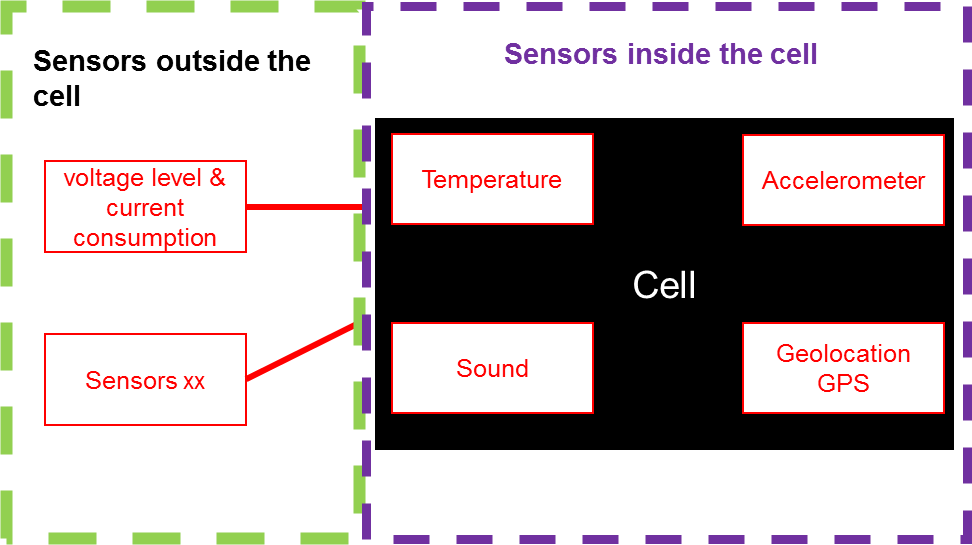 Sensors outside the
cell
Sensors inside the cell
voltage level &
current
consumption
Sensors xx
Temperature
Accelerometer
Cell
Sound
Geolocation
GPS